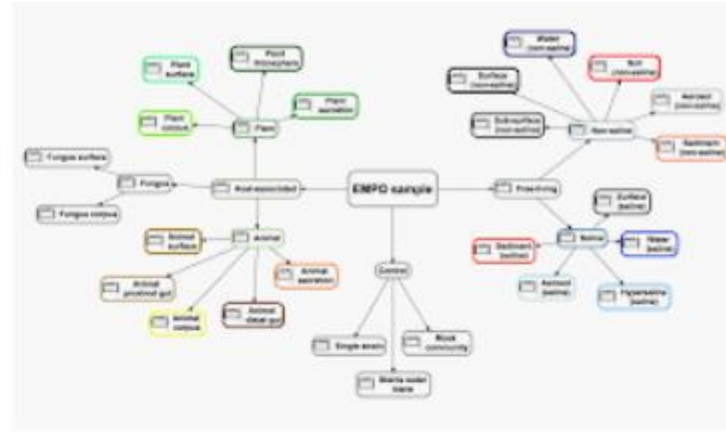 Plant
surface
Plant
rhizosphere
Plant
secretion
Plant
corpus
Plant
Fungus surface
Fungus
Fungus corpus
Host-associated
Animal
surface
Animal
Animal
secretion
Animal
proximal gut
Animal
corpus
Animal
distal gut
EMPO sample
Control
Single strain
Mock
community
Sterile water
blank
Free-living
Water
(non-saline)
Surface
(non-saline)
Subsurface
(non-saline)
Soil
(non-saline)
Aerosol
(non-saline)
Sediment
(non-saline)
Non-saline
Surface
(saline)
Saline
Water
(saline)
Sediment
(saline)
Aerosol
(saline)
Hypersaline
(saline)